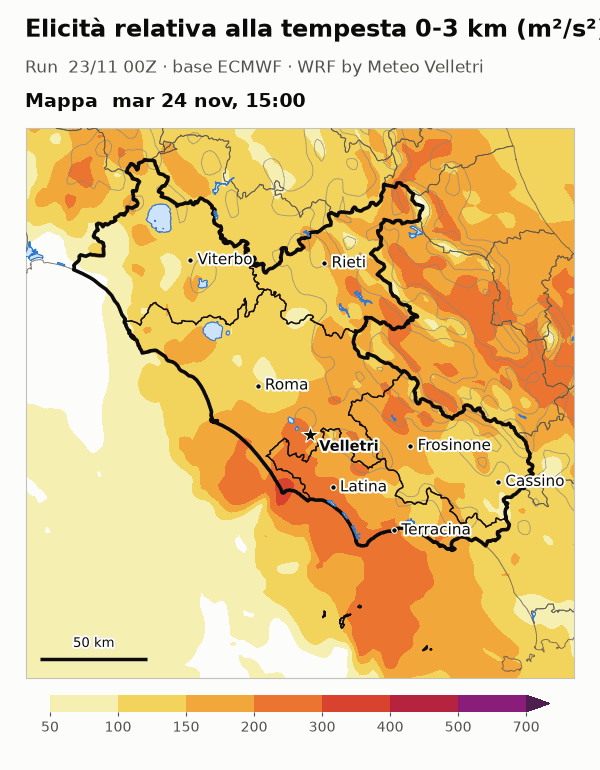 Elicità relativa alla tempesta 0-3 km (m²/s²)
Run 23/11 00Z · base ECMWF · WRF by Meteo Velletri
Mappa mar 24 nov, 15:00
Viterbo
Rieti
Roma
Velletri
Frosinone
Latina
Cassino
Terracina
50 km
50 100 150 200 300 400 500 700